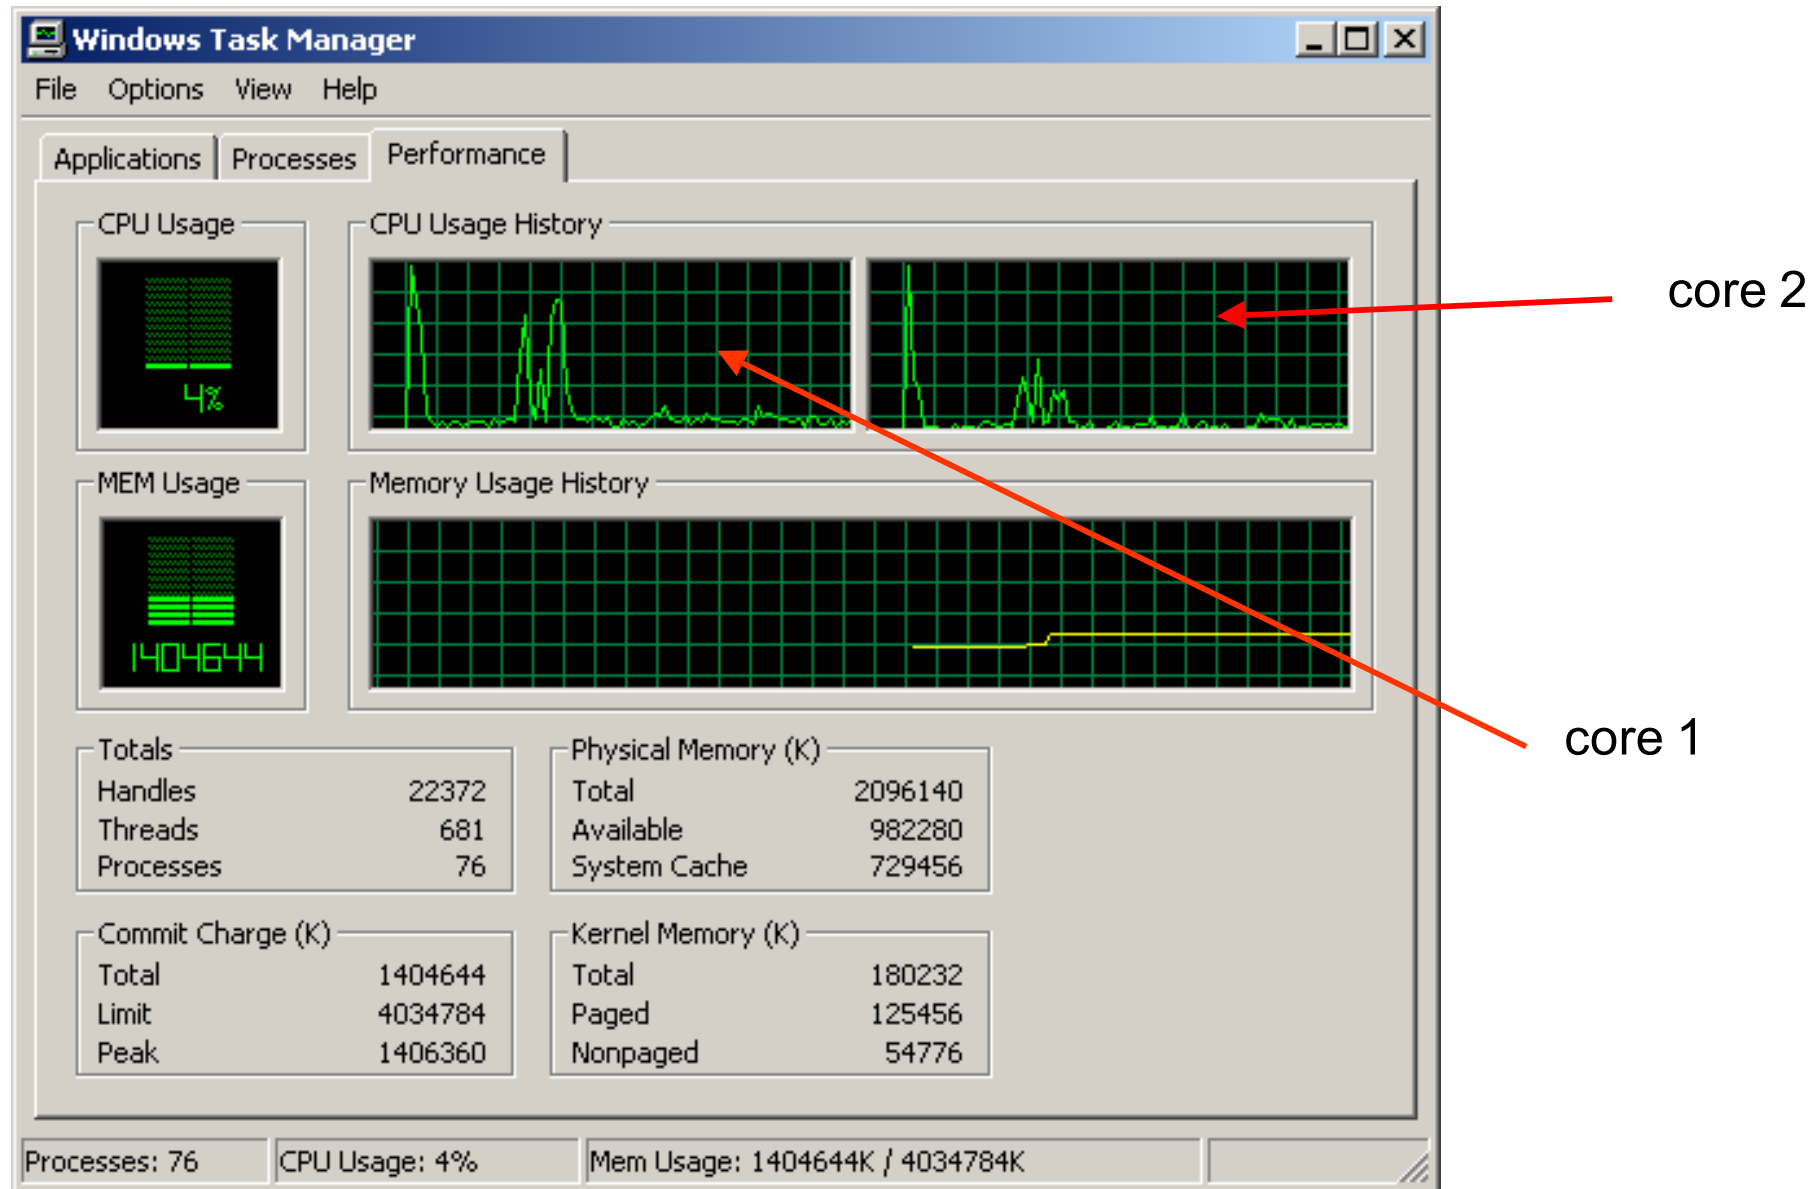 Windows Task Manager
File Options View Help
Applications Processes Performance
CPU Usage CPU Usage History
4%
core 2
MEM Usage Memory Usage History
1404644
core 1
Totals
Handles 22372
Threads 681
Processes 76
Physical Memory (K)
Total 2096140
Available 982280
System Cache 729456
Commit Charge (K)
Total 1404644
Limit 4034784
Peak 1406360
Kernel Memory (K)
Total 180232
Paged 125456
Nonpaged 54776
Processes: 76 CPU Usage: 4% Mem Usage: 1404644K / 4034784K